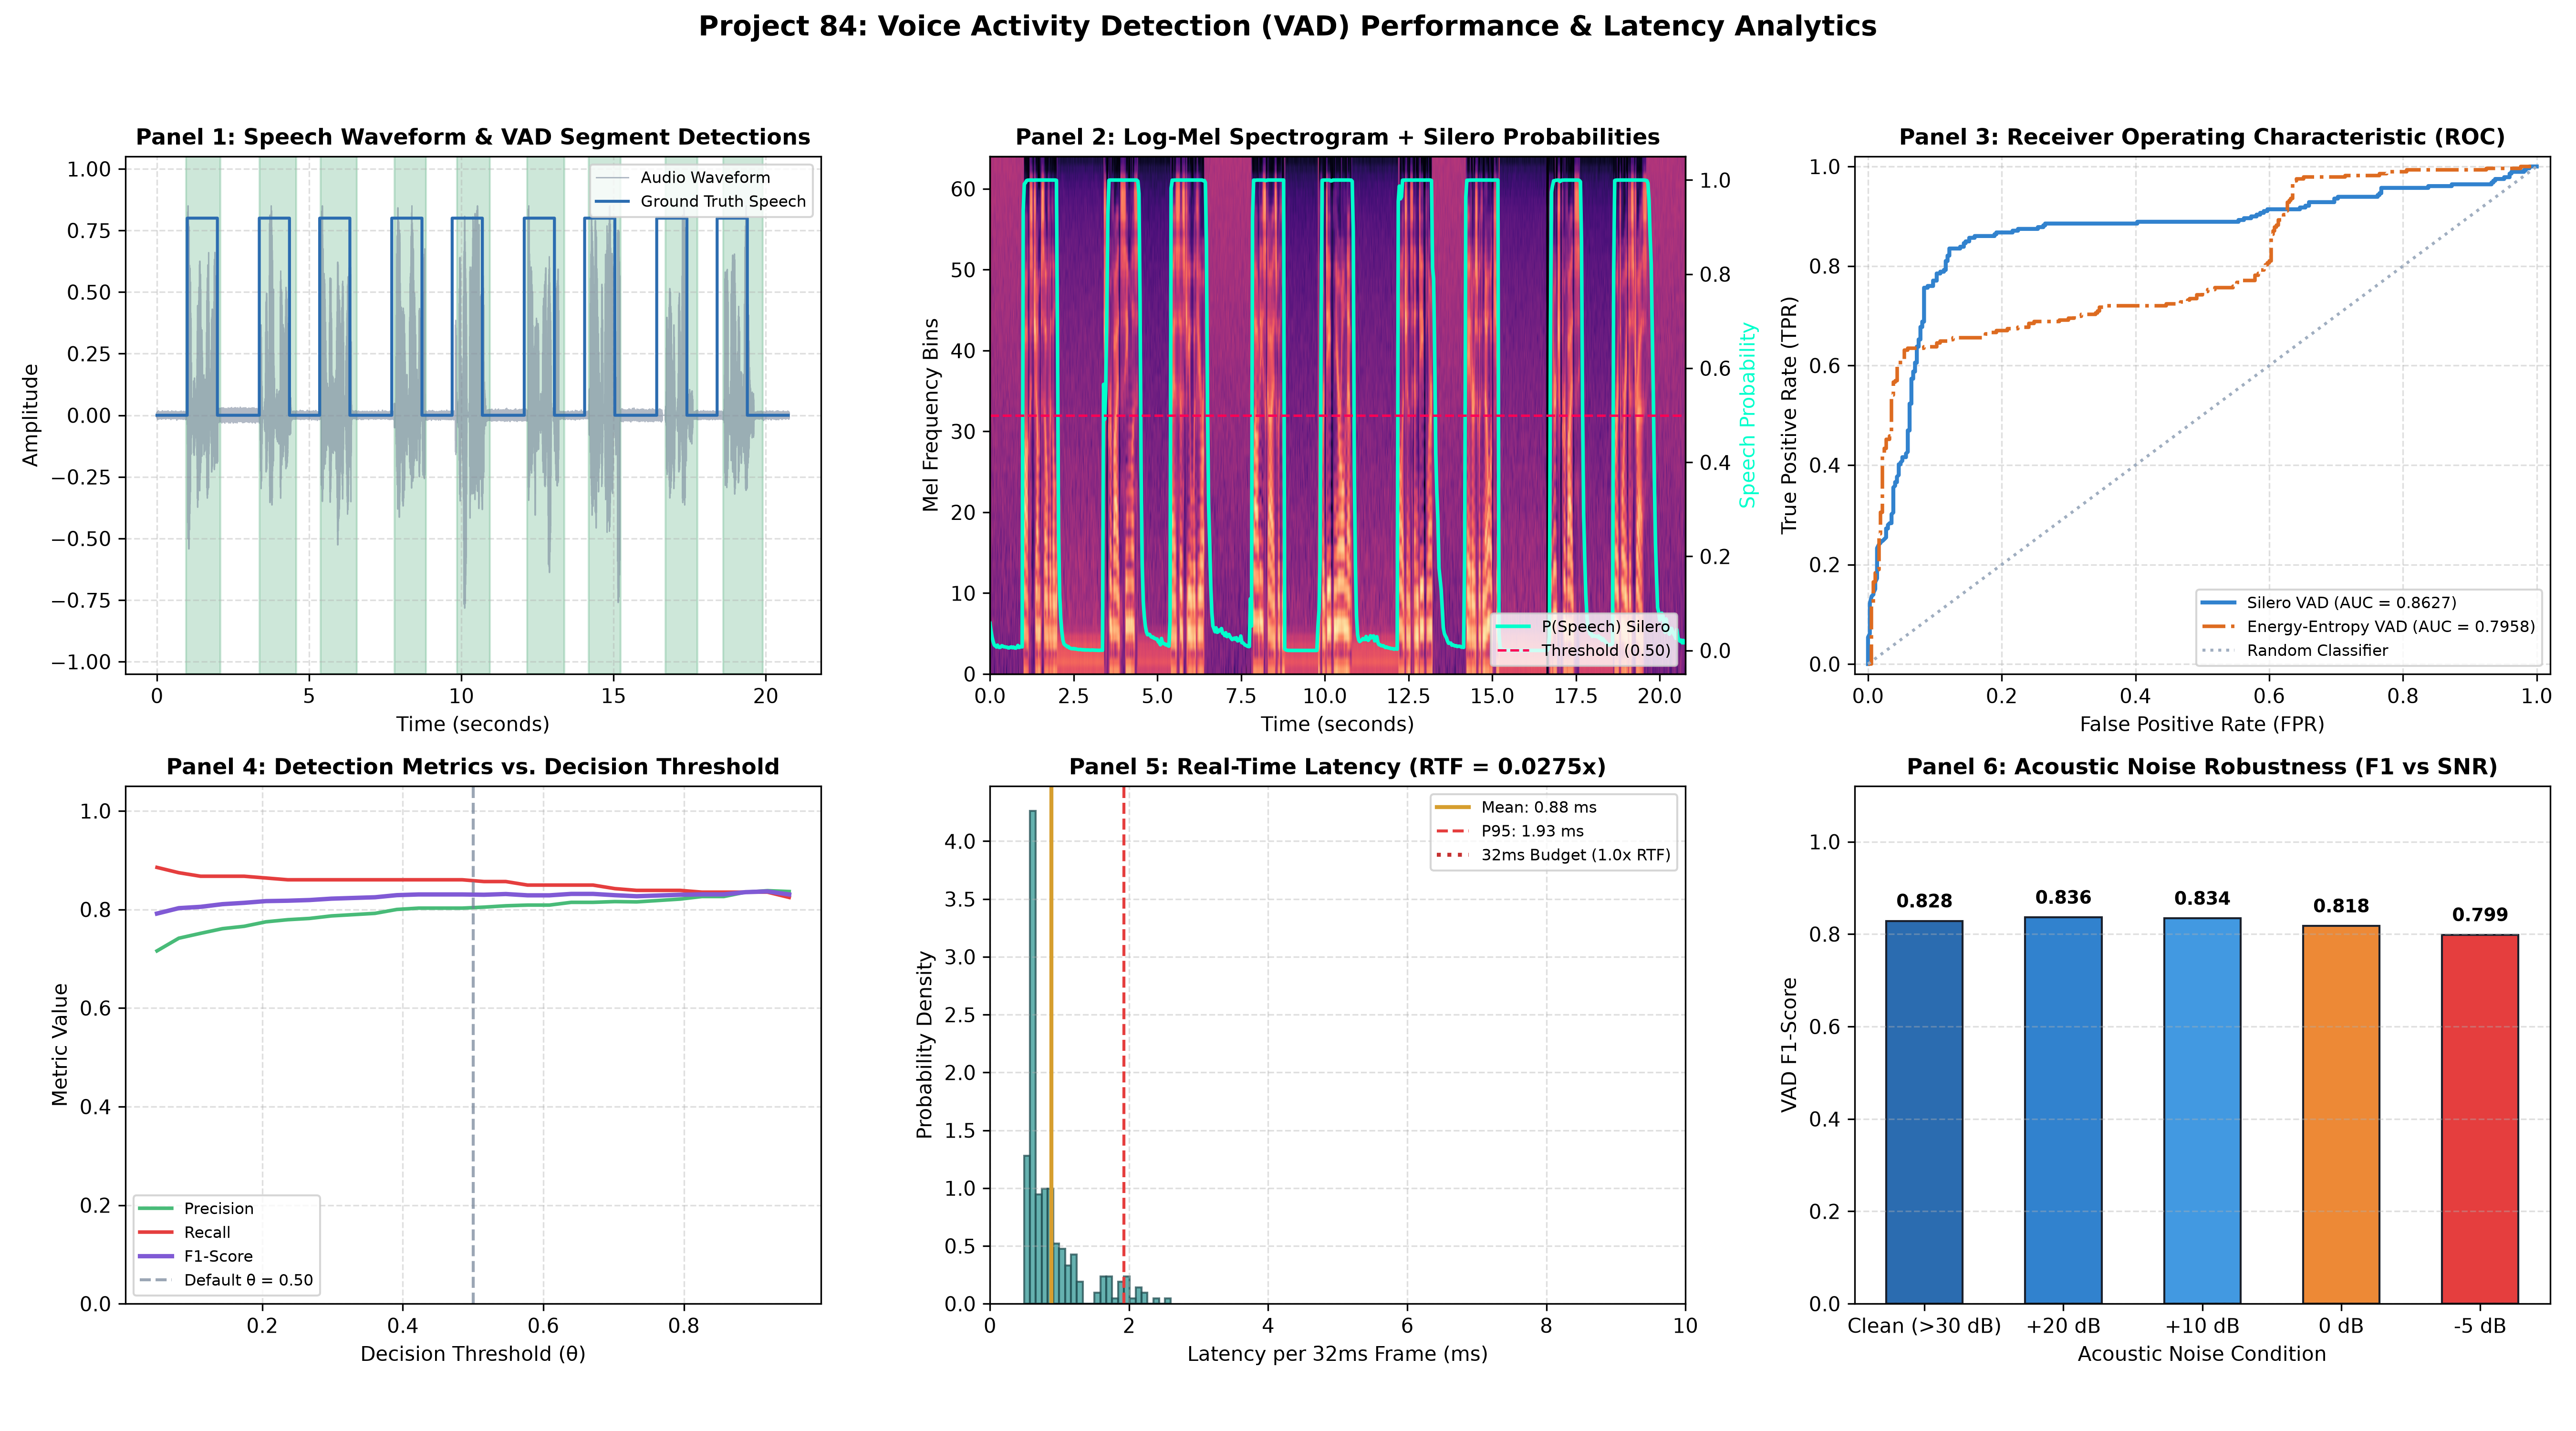 Project 84: Voice Activity Detection (VAD) Performance & Latency Analytics
Panel 1: Speech Waveform & VAD Segment Detections
Audio Waveform
Ground Truth Speech
1.00
0.75
0.50
0.25
0.00
−0.25
−0.50
−0.75
−1.00
Amplitude
0 5 10 15 20
Time (seconds)
Panel 2: Log-Mel Spectrogram + Silero Probabilities
60
50
40
30
20
10
0
Mel Frequency Bins
1.0
0.8
0.6
0.4
0.2
0.0
Speech Probability
P(Speech) Silero
Threshold (0.50)
0.0 2.5 5.0 7.5 10.0 12.5 15.0 17.5 20.0
Time (seconds)
Panel 3: Receiver Operating Characteristic (ROC)
1.0
0.8
0.6
0.4
0.2
0.0
True Positive Rate (TPR)
Silero VAD (AUC = 0.8627)
Energy-Entropy VAD (AUC = 0.7958)
Random Classifier
0.0 0.2 0.4 0.6 0.8 1.0
False Positive Rate (FPR)
Panel 4: Detection Metrics vs. Decision Threshold
1.0
0.8
0.6
0.4
0.2
0.0
Metric Value
Precision
Recall
F1-Score
Default θ = 0.50
0.2 0.4 0.6 0.8
Decision Threshold (θ)
Panel 5: Real-Time Latency (RTF = 0.0275x)
Mean: 0.88 ms
P95: 1.93 ms
32ms Budget (1.0x RTF)
4.0
3.5
3.0
2.5
2.0
1.5
1.0
0.5
0.0
Probability Density
0 2 4 6 8 10
Latency per 32ms Frame (ms)
Panel 6: Acoustic Noise Robustness (F1 vs SNR)
1.0
0.8
0.6
0.4
0.2
0.0
VAD F1-Score
0.828 0.836 0.834 0.818 0.799
Clean (>30 dB) +20 dB +10 dB 0 dB -5 dB
Acoustic Noise Condition